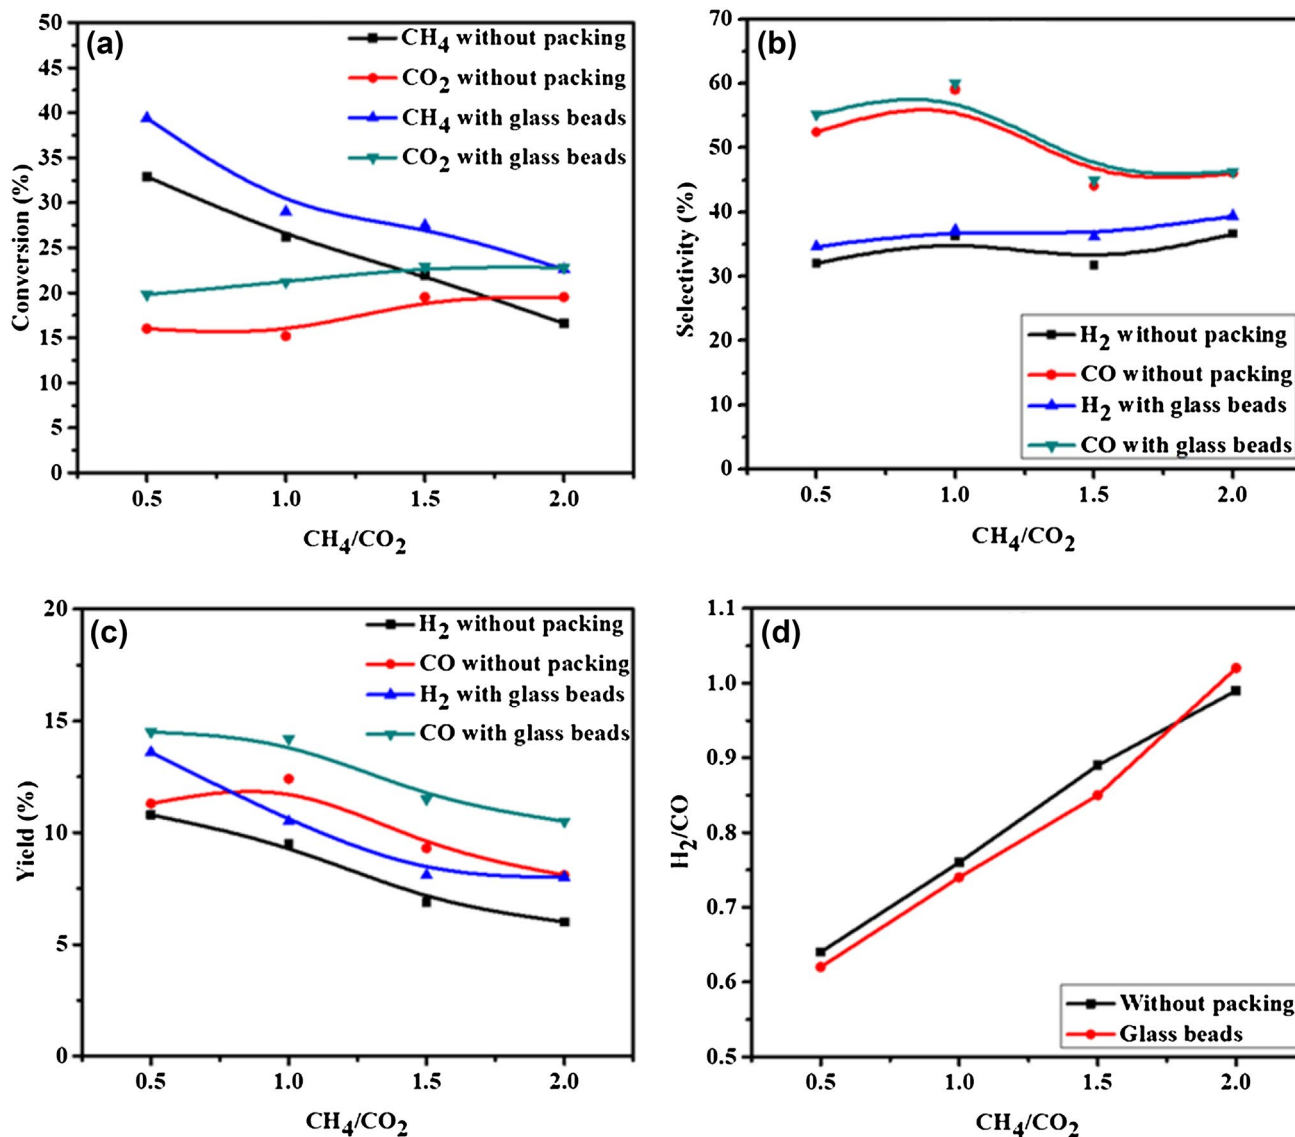 (a)
CH4 without packing
CO2 without packing
CH4 with glass beads
CO2 with glass beads
Conversion (%)
50
45
40
35
30
25
20
15
10
5
0
0.5 1.0 1.5 2.0
CH4/CO2
(b)
H2 without packing
CO without packing
H2 with glass beads
CO with glass beads
Selectivity (%)
70
60
50
40
30
20
10
0
0.5 1.0 1.5 2.0
CH4/CO2
(c)
H2 without packing
CO without packing
H2 with glass beads
CO with glass beads
Yield (%)
20
15
10
5
0
0.5 1.0 1.5 2.0
CH4/CO2
(d)
H2/CO
1.1
1.0
0.9
0.8
0.7
0.6
0.5
Without packing
Glass beads
0.5 1.0 1.5 2.0
CH4/CO2